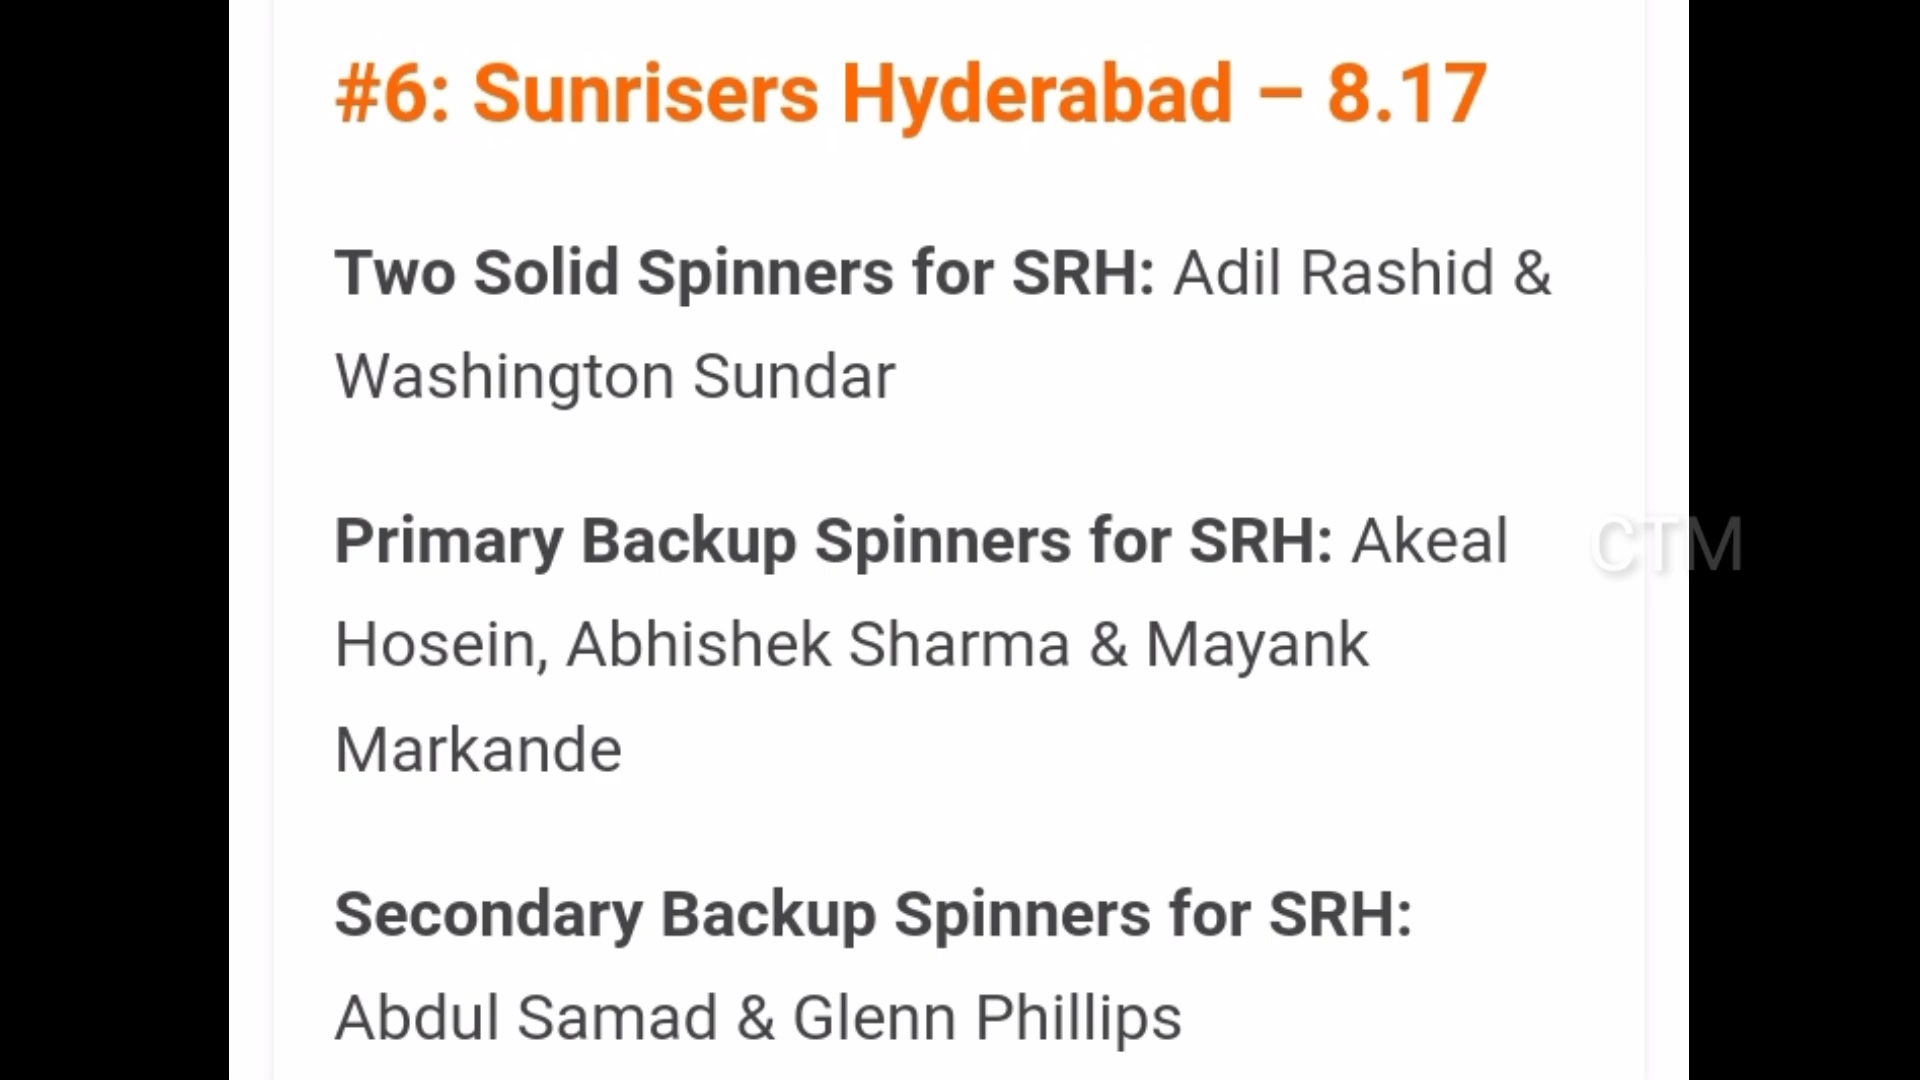 #6: Sunrisers Hyderabad – 8.17
Two Solid Spinners for SRH: Adil Rashid &
Washington Sundar
Primary Backup Spinners for SRH: Akeal
CTM
Hosein, Abhishek Sharma & Mayank
Markande
Secondary Backup Spinners for SRH:
Abdul Samad & Glenn Phillips